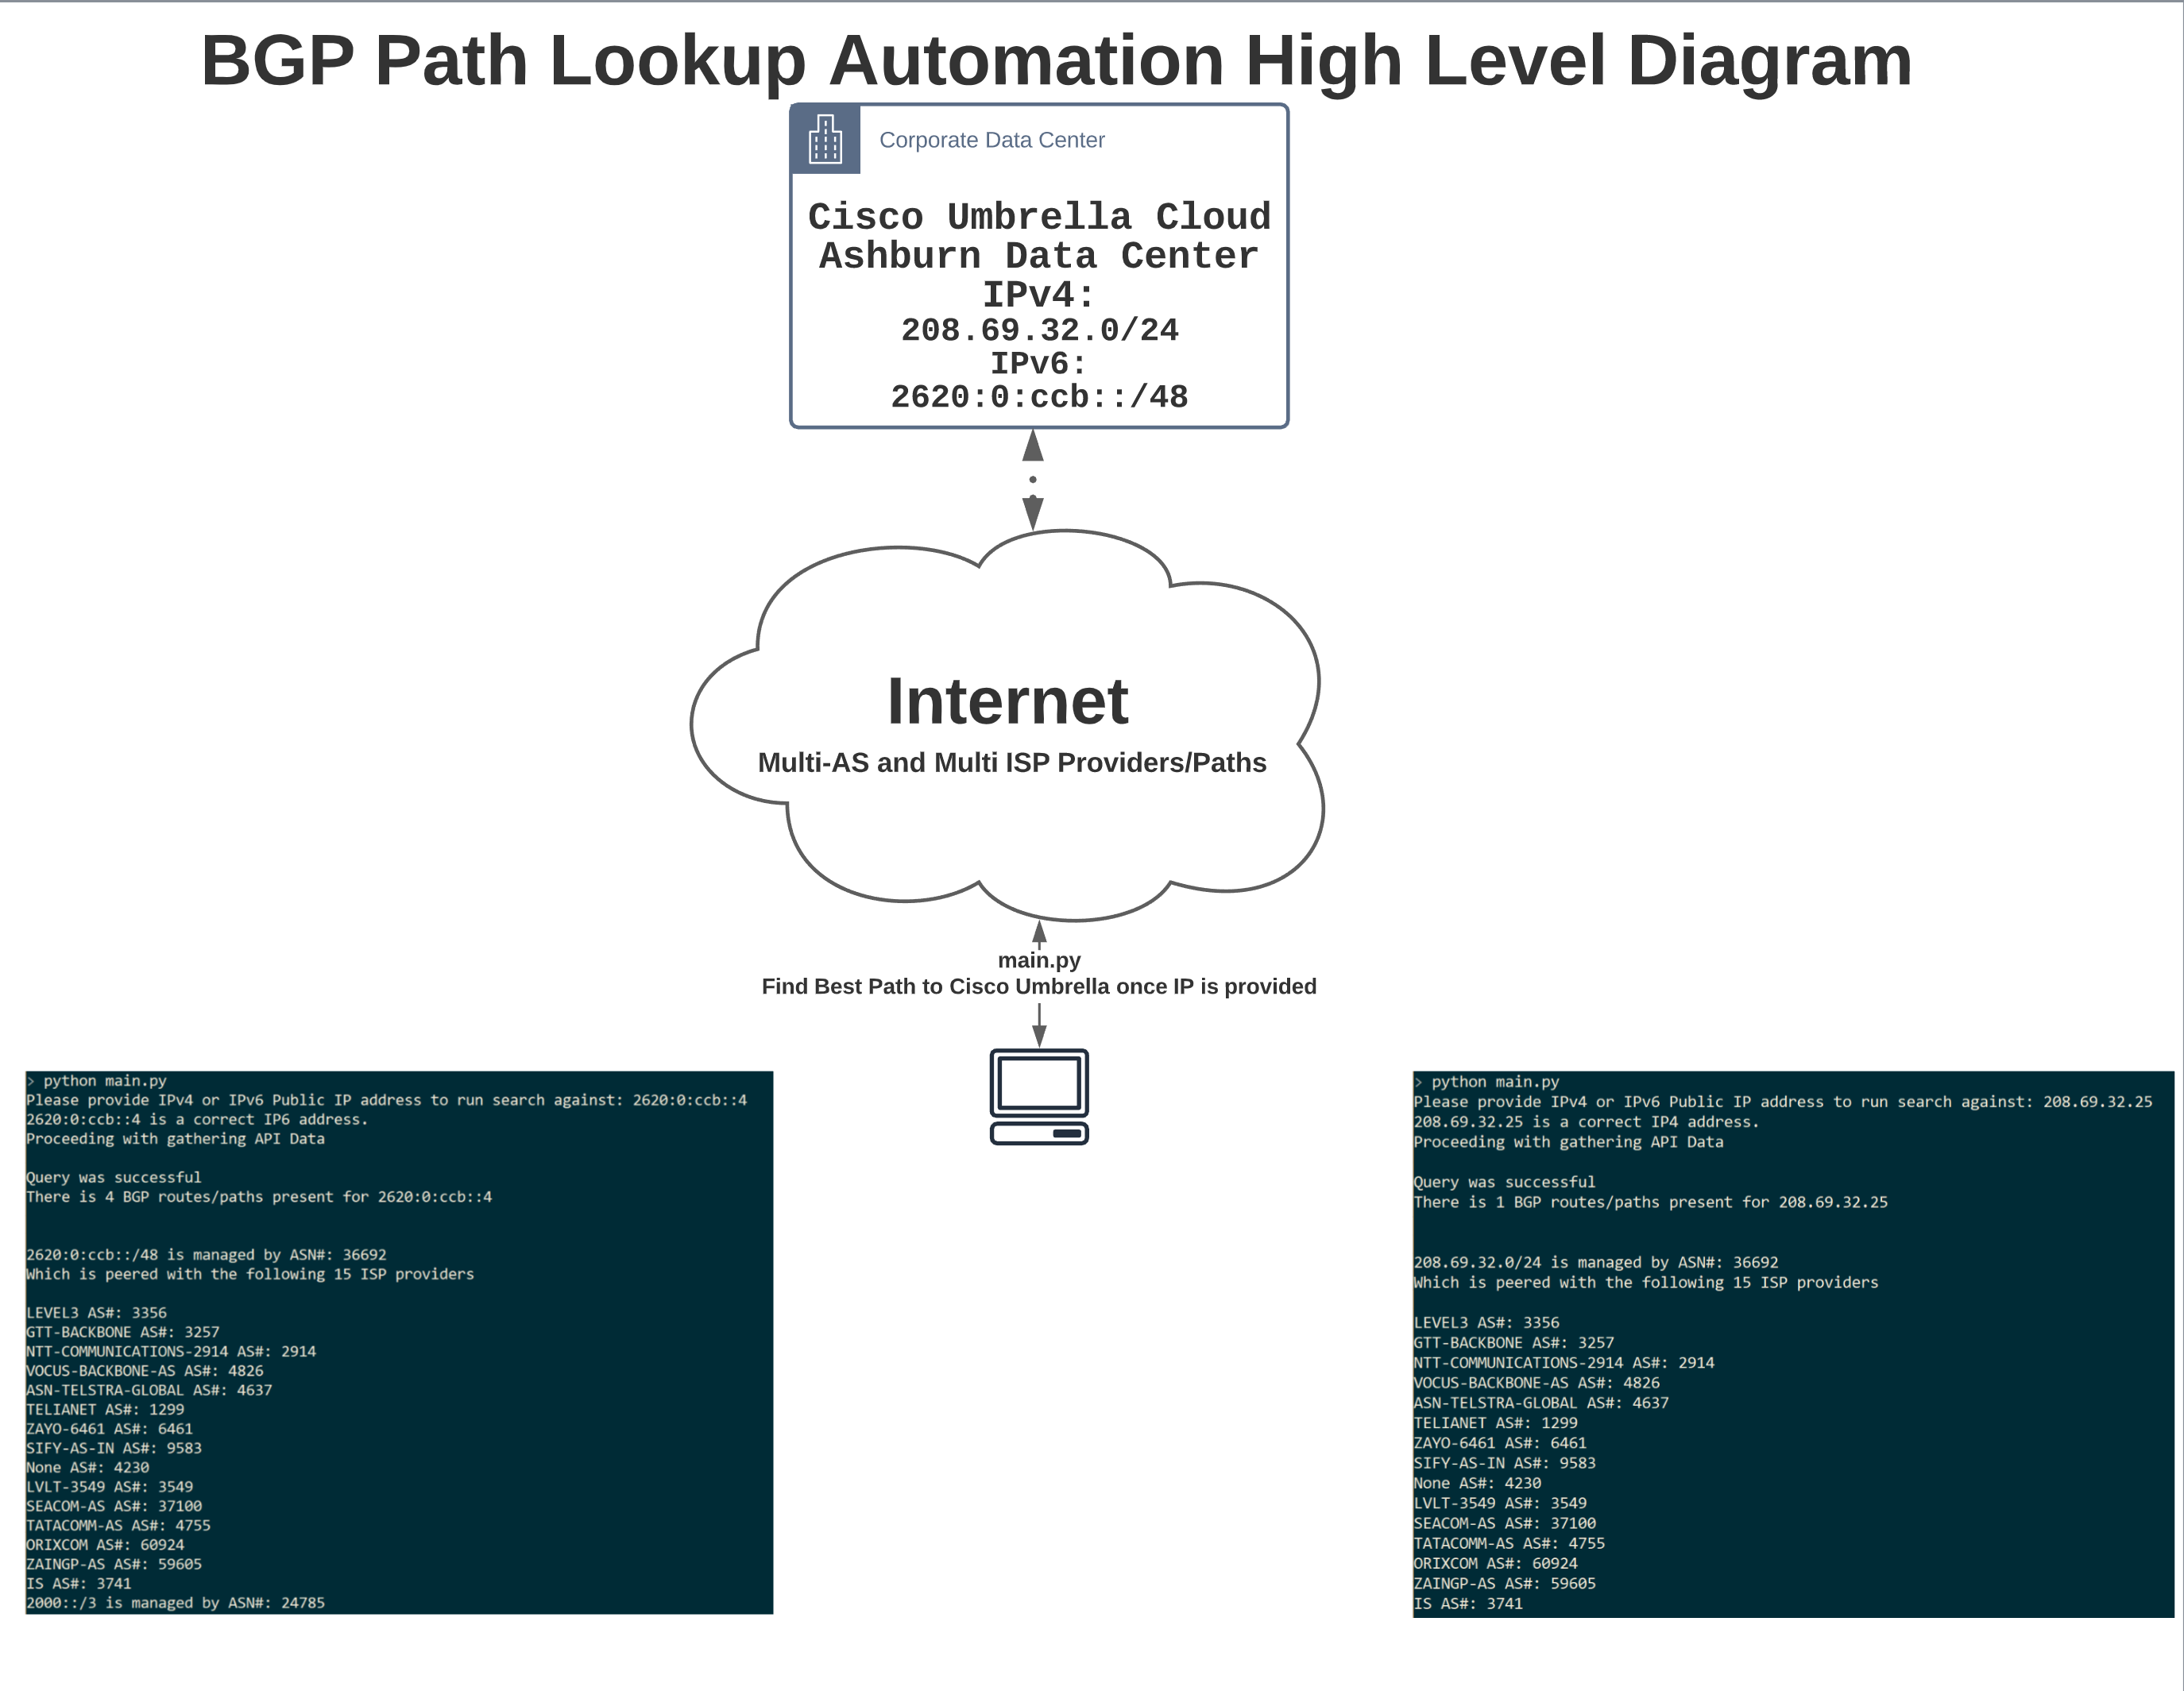 BGP Path Lookup Automation High Level Diagram
Corporate Data Center
Cisco Umbrella Cloud
Ashburn Data Center
IPv4:
208.69.32.0/24
IPv6:
2620:0:ccb::/48
Internet
Multi-AS and Multi ISP Providers/Paths
main.py
Find Best Path to Cisco Umbrella once IP is provided
> python main.py
Please provide IPv4 or IPv6 Public IP address to run search against: 2620:0:ccb::4
2620:0:ccb::4 is a correct IP6 address.
Proceeding with gathering API Data
Query was successful
There is 4 BGP routes/paths present for 2620:0:ccb::4
2620:0:ccb::/48 is managed by ASN#: 36692
Which is peered with the following 15 ISP providers
LEVEL3 AS#: 3356
GTT-BACKBONE AS#: 3257
NTT-COMMUNICATIONS-2914 AS#: 2914
VOCUS-BACKBONE-AS AS#: 4826
ASN-TELSTRA-GLOBAL AS#: 4637
TELIANET AS#: 1299
ZAYO-6461 AS#: 6461
SIFY-AS-IN AS#: 9583
None AS#: 4230
LVLT-3549 AS#: 3549
SEACOM-AS AS#: 37100
TATACOMM-AS AS#: 4755
ORIXCOM AS#: 60924
ZAINGP-AS AS#: 59605
IS AS#: 3741
2000::/3 is managed by ASN#: 24785
> python main.py
Please provide IPv4 or IPv6 Public IP address to run search against: 208.69.32.25
208.69.32.25 is a correct IP4 address.
Proceeding with gathering API Data
Query was successful
There is 1 BGP routes/paths present for 208.69.32.25
208.69.32.0/24 is managed by ASN#: 36692
Which is peered with the following 15 ISP providers
LEVEL3 AS#: 3356
GTT-BACKBONE AS#: 3257
NTT-COMMUNICATIONS-2914 AS#: 2914
VOCUS-BACKBONE-AS AS#: 4826
ASN-TELSTRA-GLOBAL AS#: 4637
TELIANET AS#: 1299
ZAYO-6461 AS#: 6461
SIFY-AS-IN AS#: 9583
None AS#: 4230
LVLT-3549 AS#: 3549
SEACOM-AS AS#: 37100
TATACOMM-AS AS#: 4755
ORIXCOM AS#: 60924
ZAINGP-AS AS#: 59605
IS AS#: 3741